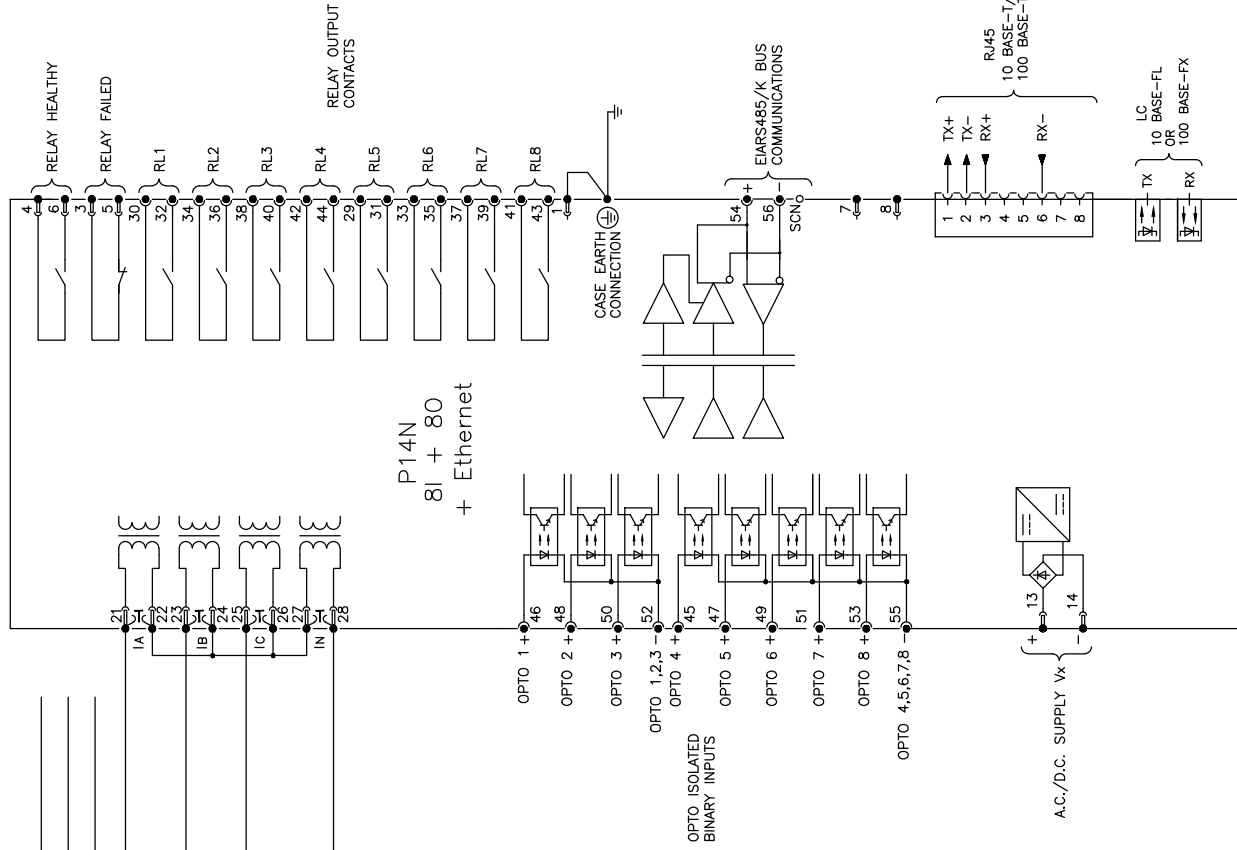 RELAY HEALTHY
4
6
RELAY FAILED
3
5
RL1
30
32
RL2
34
36
RL3
38
40
RL4
42
44
RL5
29
31
RL6
33
35
RL7
37
39
RL8
41
43
1
RELAY OUTPUT
CONTACTS
CASE EARTH
CONNECTION
EIARS485/K BUS
COMMUNICATIONS
+
-
54
56
SCN
7
8
RJ45
10 BASE-T/
100 BASE-T
TX+
TX-
RX+
RX-
1
2
3
4
5
6
7
8
LC
10 BASE-FL
OR
100 BASE-FX
TX
RX
P14N
8I + 8O
+ Ethernet
21
IA
22
23
IB
24
25
IC
26
27
IN
28
OPTO 1 +
46
OPTO 2 +
48
OPTO 3 +
50
OPTO 1,2,3 -
52
OPTO 4 +
45
OPTO 5 +
47
OPTO 6 +
49
OPTO 7 +
51
OPTO 8 +
53
OPTO 4,5,6,7,8 -
55
OPTO ISOLATED
BINARY INPUTS
A.C./D.C. SUPPLY Vx
+
13
-
14